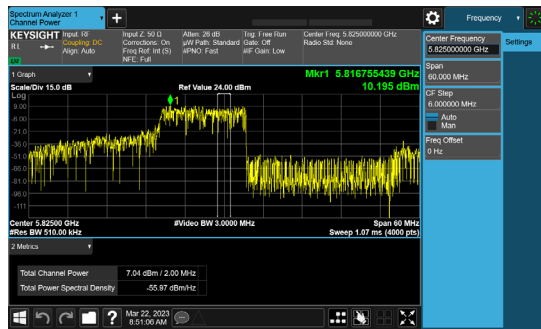 Spectrum Analyzer 1
Channel Power
Frequency
KEYSIGHT
Input: RF
Coupling: DC
Align: Auto
Input Z: 50 Ω
Corrections: On
Freq Ref: Int (S)
NFE: Full
Atten: 26 dB
µW Path: Standard
#PNO: Fast
Trig: Free Run
Gate: Off
#IF Gain: Low
Center Freq: 5.825000000 GHz
Radio Std: None
Center Frequency
5.825000000 GHz
Settings
Span
60.000 MHz
CF Step
6.000000 MHz
Auto
Man
Freq Offset
0 Hz
1 Graph
Scale/Div 15.0 dB
Ref Value 24.00 dBm
Mkr1 5.816755439 GHz
10.195 dBm
Log
1
9.00
-6.00
-21.0
-36.0
-51.0
-66.0
-81.0
-96.0
-111
Center 5.82500 GHz
#Res BW 510.00 kHz
#Video BW 3.0000 MHz
Span 60 MHz
Sweep 1.07 ms (4000 pts)
2 Metrics
Total Channel Power 7.04 dBm / 2.00 MHz
Total Power Spectral Density -55.97 dBm/Hz
Mar 22, 2023
8:51:06 AM